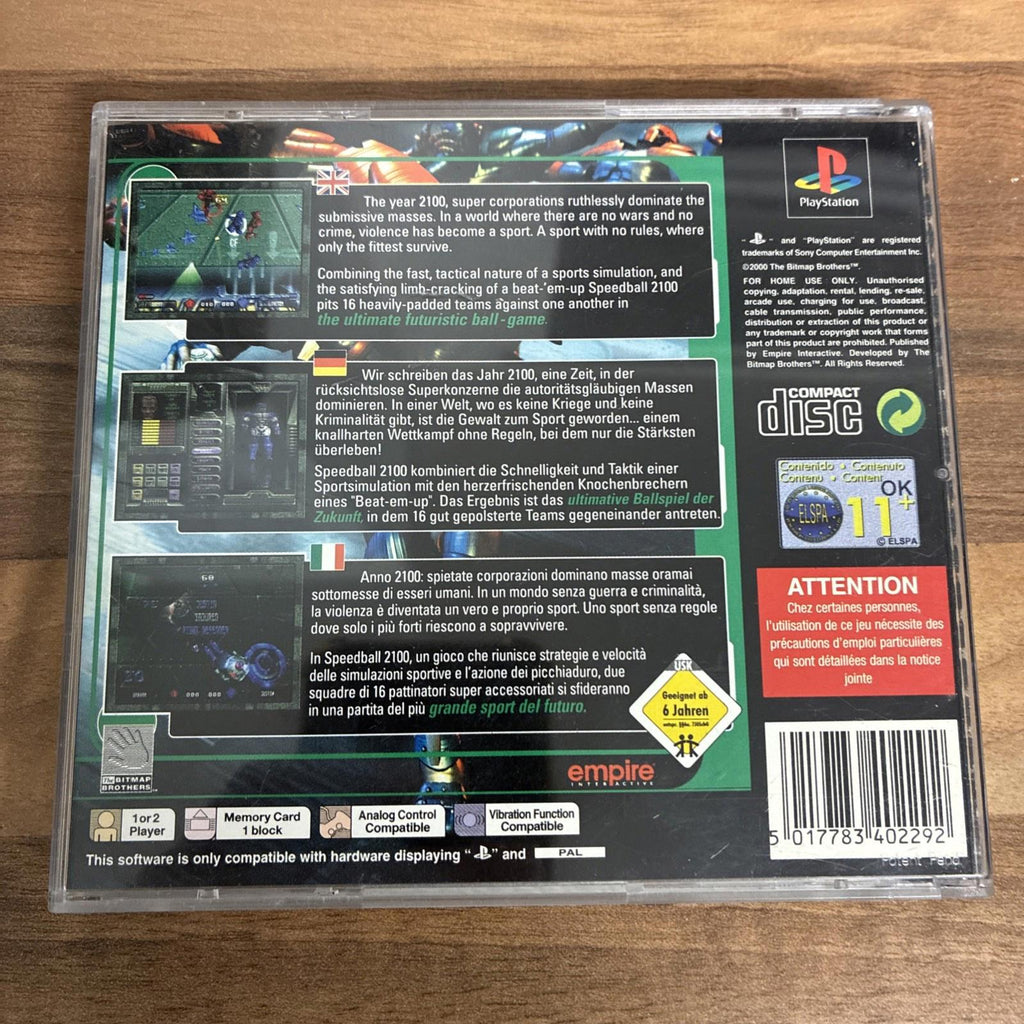 The year 2100, super corporations ruthlessly dominate the
submissive masses. In a world where there are no wars and no
crime, violence has become a sport. A sport with no rules, where
only the fittest survive.
Combining the fast, tactical nature of a sports simulation, and
the satisfying limb-cracking of a beat-'em-up Speedball 2100
pits 16 heavily-padded teams against one another in
the ultimate futuristic ball-game.
Wir schreiben das Jahr 2100, eine Zeit, in der
rücksichtslose Superkonzerne die autoritätsgläubigen Massen
dominieren. In einer Welt, wo es keine Kriege und keine
Kriminalität gibt, ist die Gewalt zum Sport geworden... einem
knallharten Wettkampf ohne Regeln, bei dem nur die Stärksten
überleben!
Speedball 2100 kombiniert die Schnelligkeit und Taktik einer
Sportsimulation mit den herzerfrischenden Knochenbrechern
eines "Beat-em-up". Das Ergebnis ist das ultimative Ballspiel der
Zukunft, in dem 16 gut gepolsterte Teams gegeneinander antreten.
Anno 2100: spietate corporazioni dominano masse oramai
sottomesse di esseri umani. In un mondo senza guerra e criminalità,
la violenza è diventata un vero e proprio sport. Uno sport senza regole
dove solo i più forti riescono a sopravvivere.
In Speedball 2100, un gioco che riunisce strategie e velocità
delle simulazioni sportive e l'azione dei picchiaduro, due
squadre di 16 pattinatori super accessoriati si sfideranno
in una partita del più grande sport del futuro.
USK
Geeignet ab
6 Jahren
The BITMAP
BROTHERS™
empire
INTERACTIVE
1 or 2
Player
Memory Card
1 block
Analog Control
Compatible
Vibration Function
Compatible
This software is only compatible with hardware displaying " " and PAL
PlayStation
" " and "PlayStation" are registered
trademarks of Sony Computer Entertainment Inc.
©2000 The Bitmap Brothers™.
FOR HOME USE ONLY. Unauthorised
copying, adaptation, rental, lending, re-sale,
arcade use, charging for use, broadcast,
cable transmission, public performance,
distribution or extraction of this product or
any trademark or copyright work that forms
part of this product are prohibited. Published
by Empire Interactive. Developed by The
Bitmap Brothers™. All Rights Reserved.
COMPACT
disc
Contenido • Contenuto
Contenu • Content
OK
ELSPA
11+
© ELSPA
ATTENTION
Chez certaines personnes,
l'utilisation de ce jeu nécessite des
précautions d'emploi particulières
qui sont détaillées dans la notice
jointe
5 017783 402292
Patent Pend